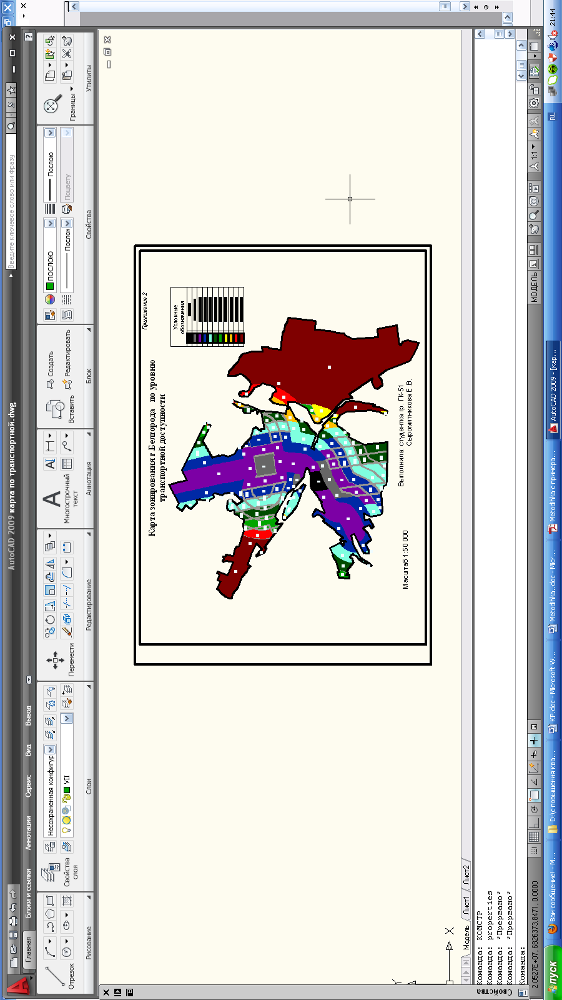 AutoCAD 2009 карта по транспортной.dwg
Введите ключевое слово или фразу
Главная
Блоки и ссылки
Аннотации
Сервис
Вид
Вывод
Отрезок
Рисование
Свойства слоя
Несохраненная конфигур
VII
Слои
Перенести
Редактирование
Многострочный текст
Аннотация
Вставить
Создать
Редактировать
Блок
ПОСЛОЮ
Послою
Послок
Поцвету
Свойства
Границы
Утилиты
Приложение 2
Карта зонирования г.Белгорода по уровню
транспортной доступности
Условные
обозначения
Масштаб 1:50 000
Выполнила: студентка гр. ГК-51
Сыромятникова Е.В.
X
Y
Модель
Лист1
Лист2
Свойства
Команда: КОМСТР
Команда: properties
Команда: *Прервано*
Команда: *Прервано*
Команда:
2.0527E+07, 6826373.8471, 0.0000
МОДЕЛЬ
1:1
пуск
Вам сообщение! - М...
D:\с повышения ква...
КР.doc - Microsoft W...
Metodihka..doc - Micr...
Metodihka с примера...
AutoCAD 2009 - [кар...
RL
21:44